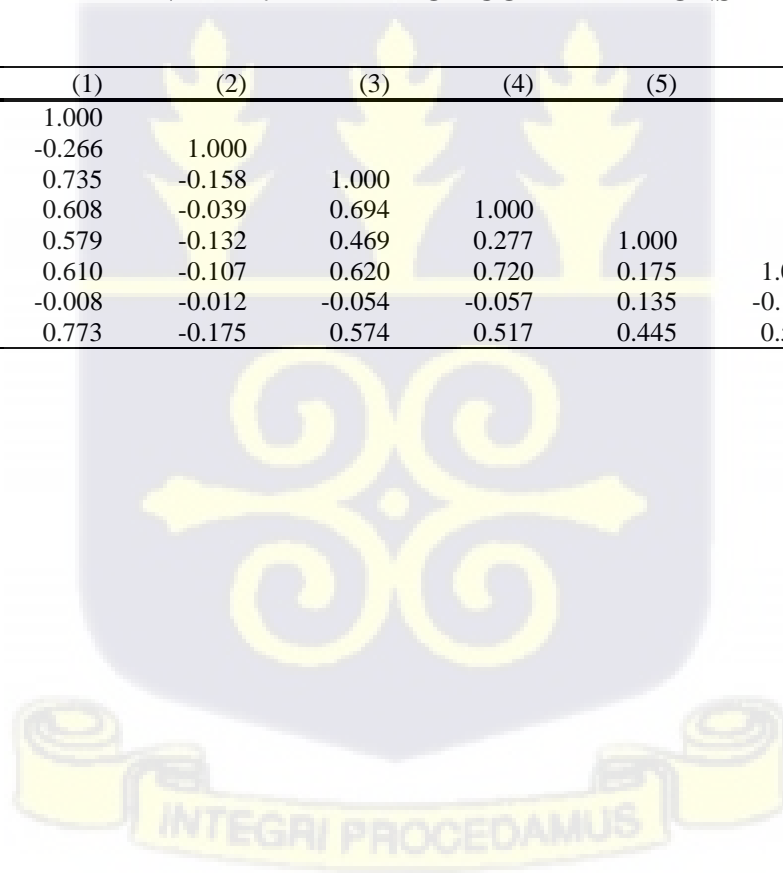 (1) (2) (3) (4) (5)
1.000
-0.266 1.000
0.735 -0.158 1.000
0.608 -0.039 0.694 1.000
0.579 -0.132 0.469 0.277 1.000
0.610 -0.107 0.620 0.720 0.175
-0.008 -0.012 -0.054 -0.057 0.135
0.773 -0.175 0.574 0.517 0.445
INTEGRI PROCEDAMUS